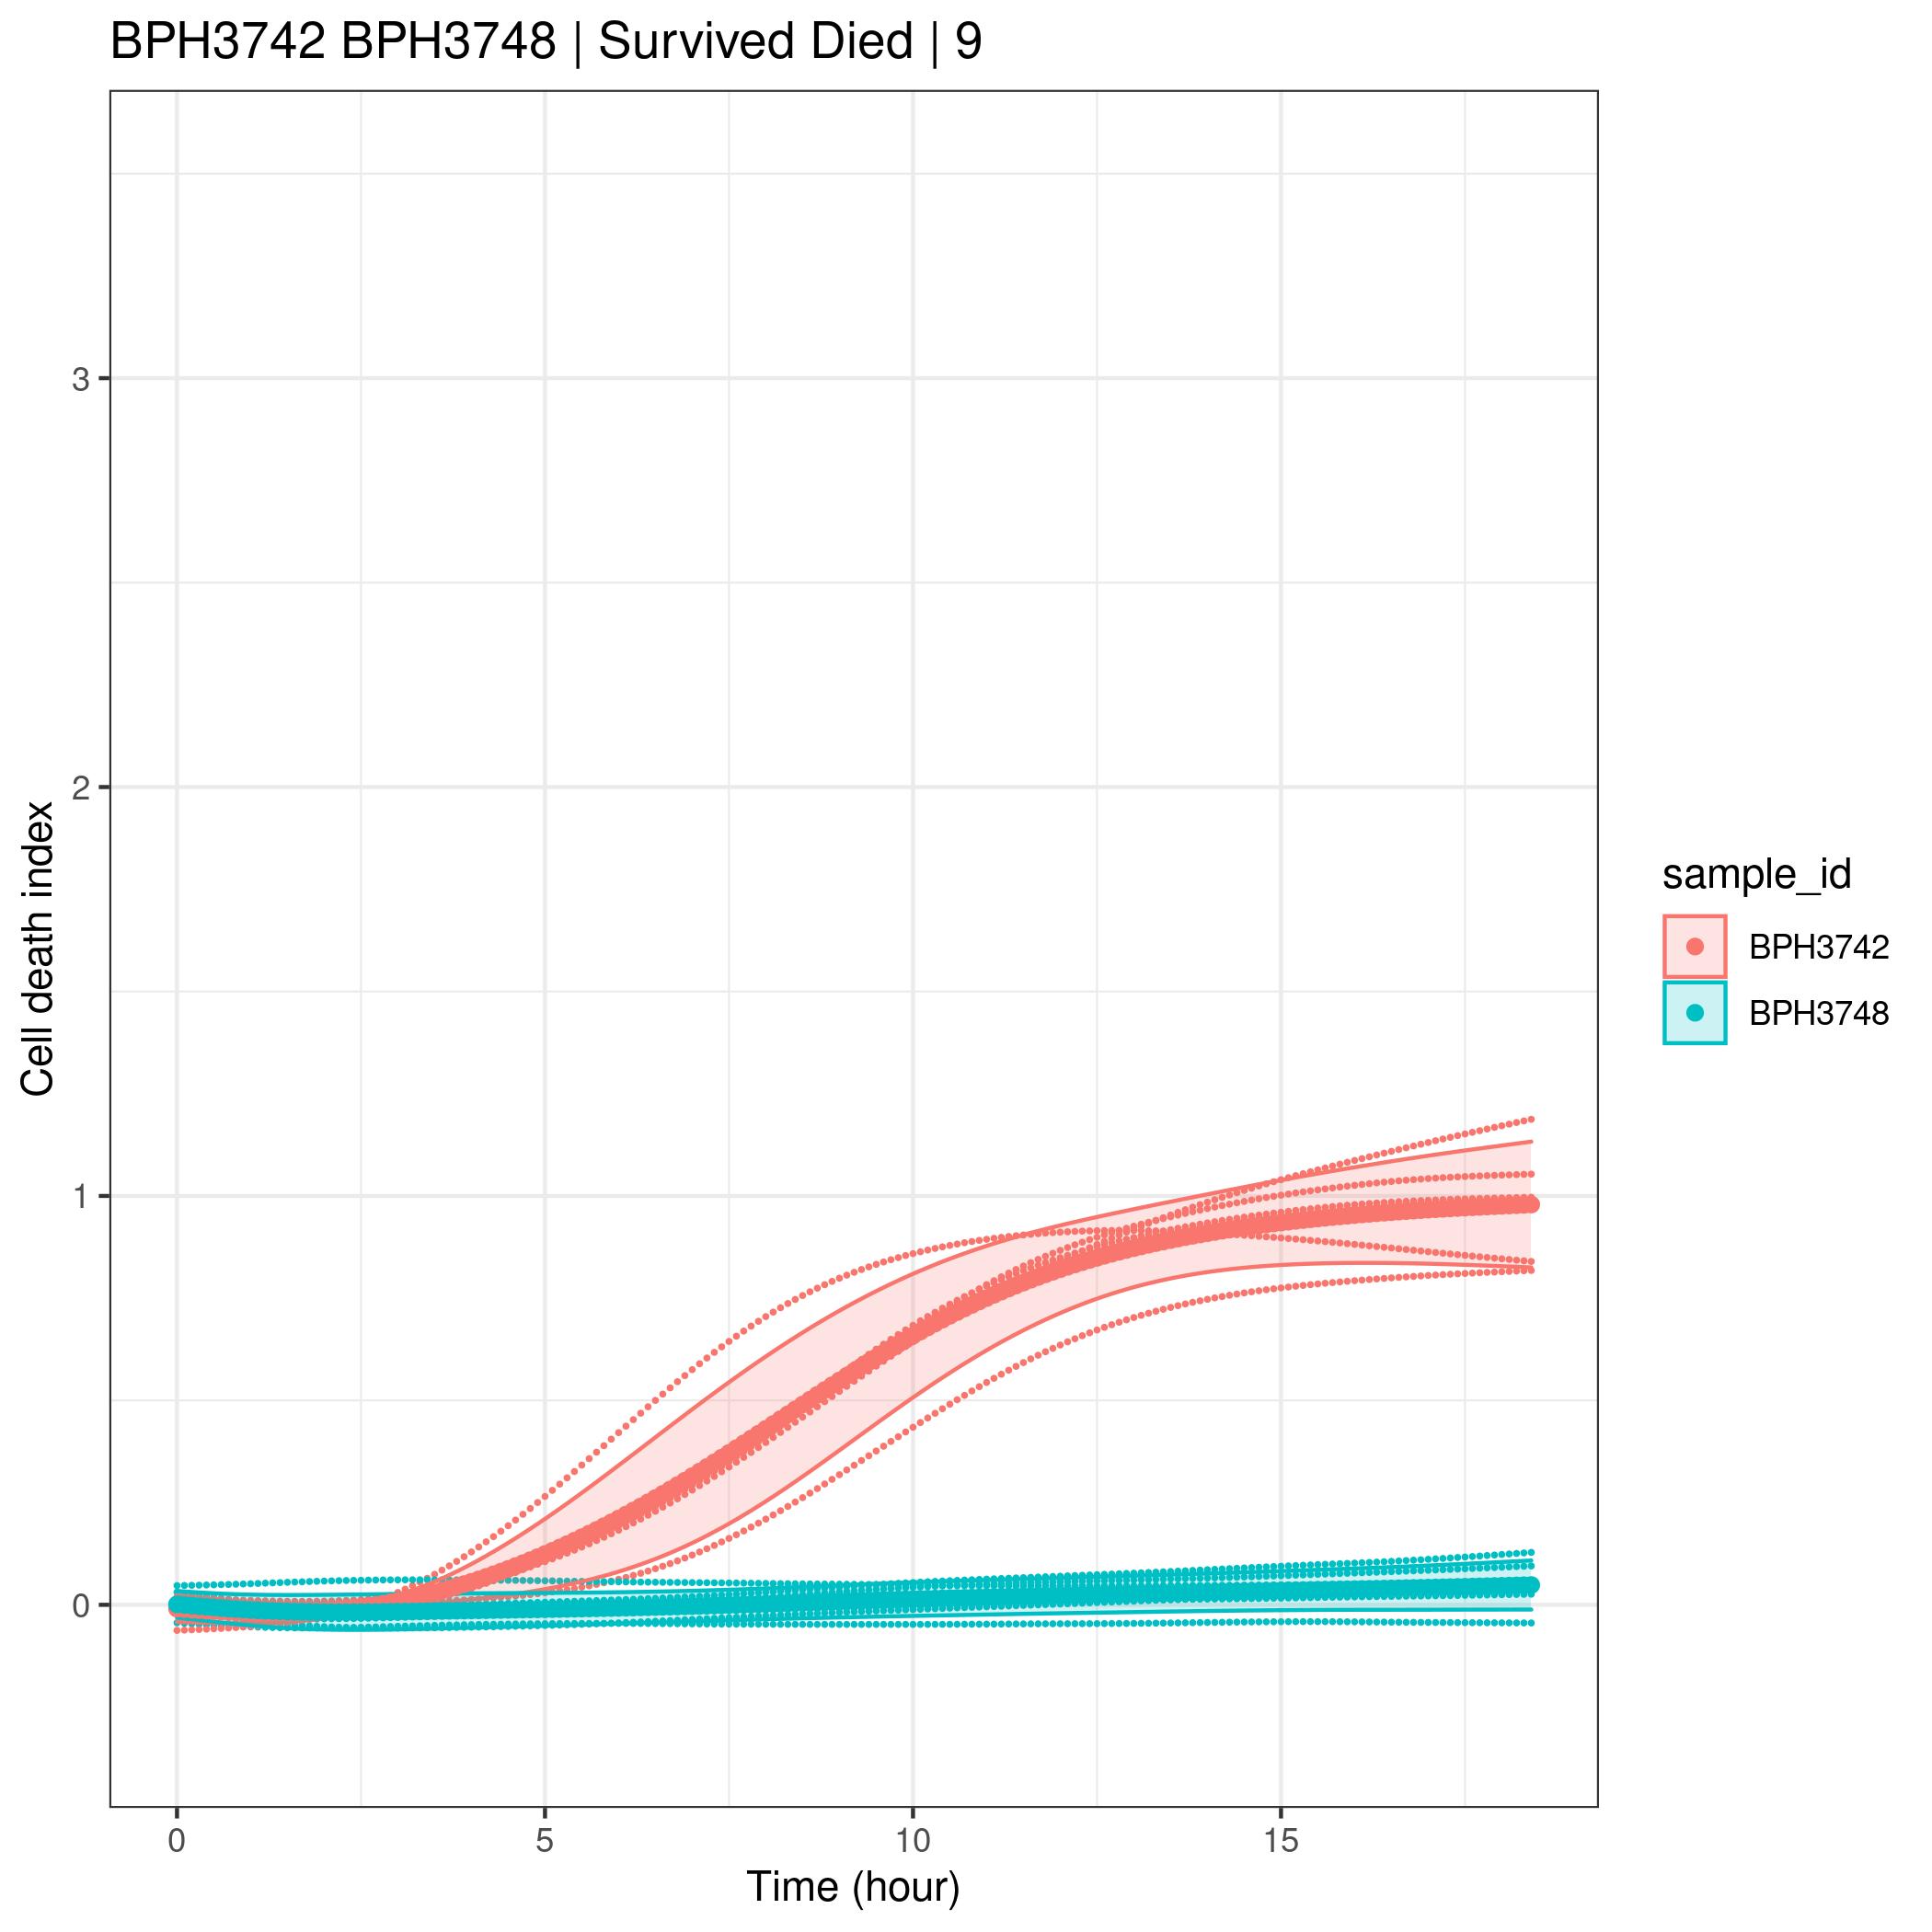 BPH3742 BPH3748 | Survived Died | 9
Cell death index
3
2
1
0
0 5 10 15
Time (hour)
sample_id
BPH3742
BPH3748